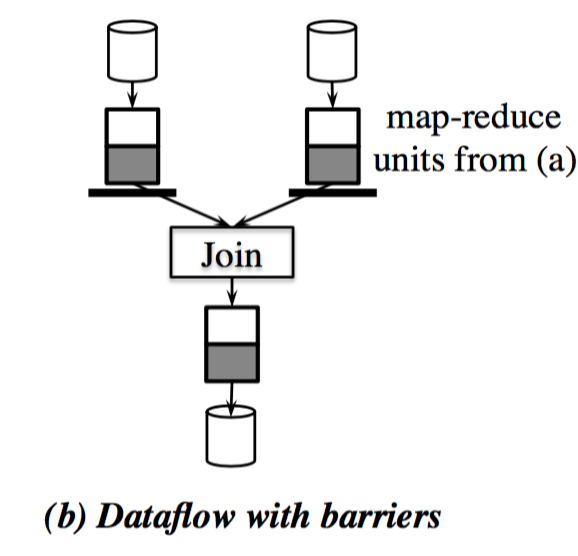 map-reduce
units from (a)
Join
(b) Dataflow with barriers